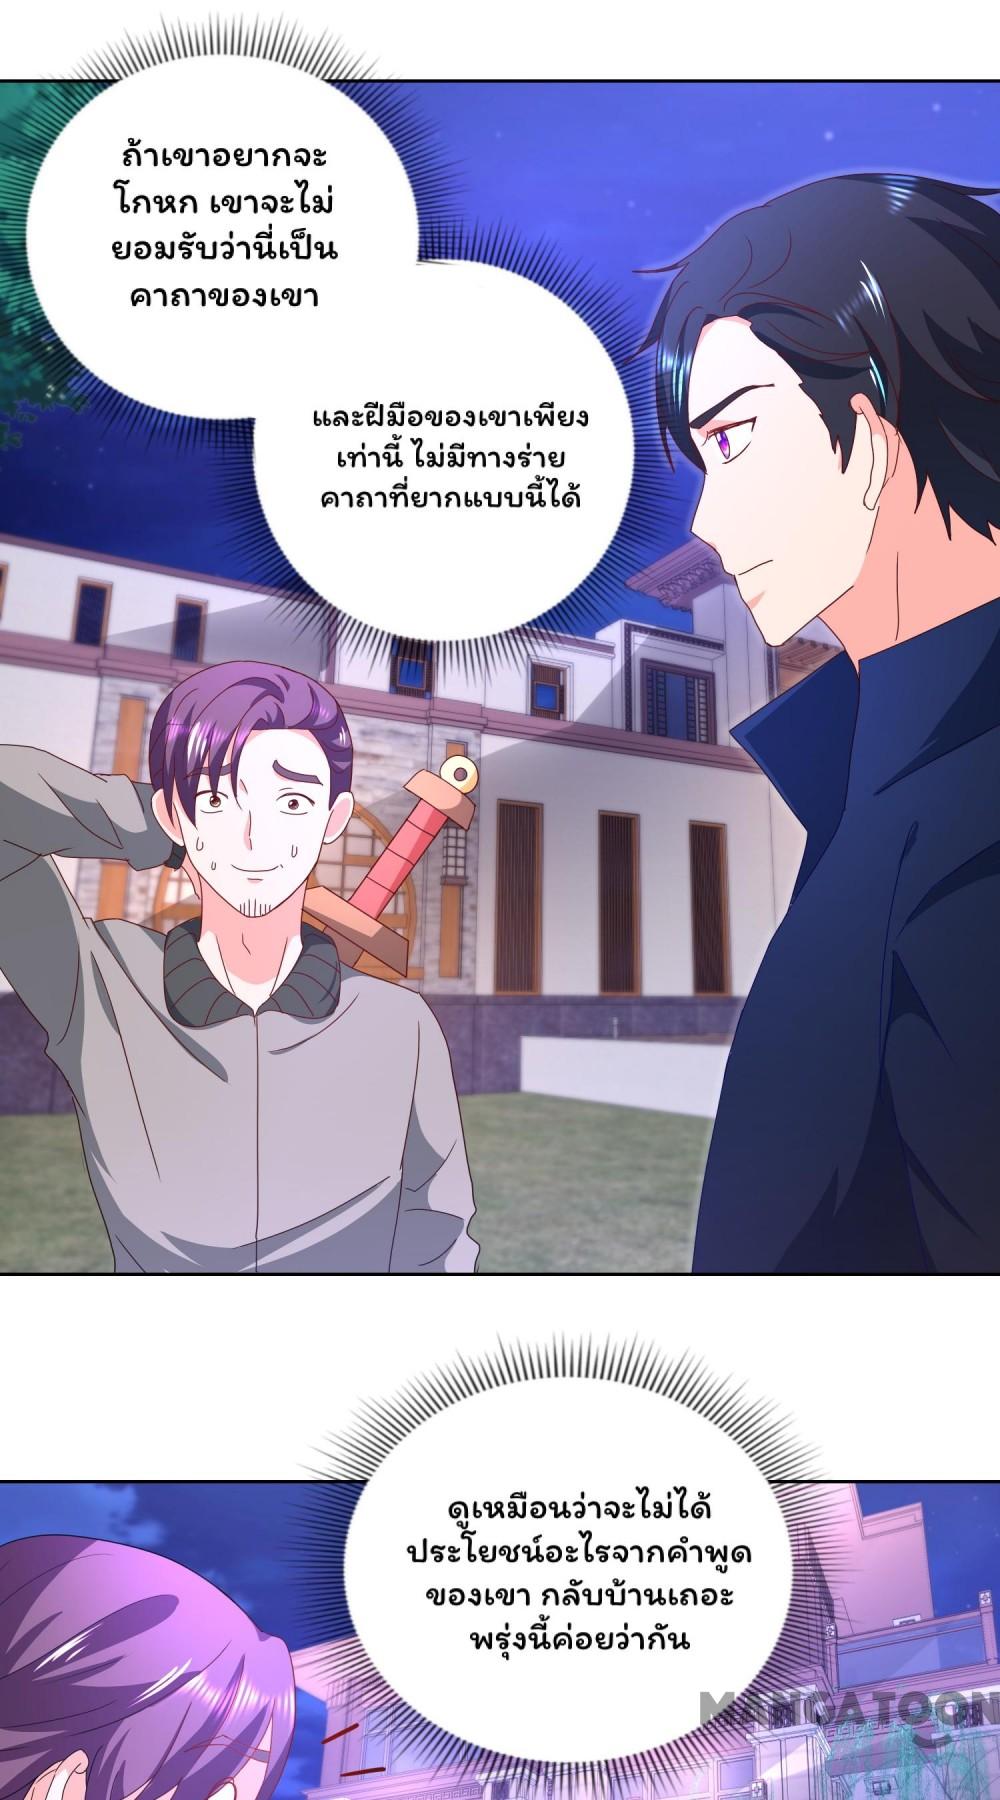 ถ้าเขาอยากจะ
โกหก เขาจะไม่
ยอมรับว่านี่เป็น
คาถาของเขา
และฝีมือของเขาเพียง
เท่านี้ ไม่มีทางร่าย
คาถาที่ยากแบบนี้ได้
ดูเหมือนว่าจะไม่ได้
ประโยชน์อะไรจากคำพูด
ของเขา กลับบ้านเถอะ
พรุ่งนี้ค่อยว่ากัน
MANGATOON